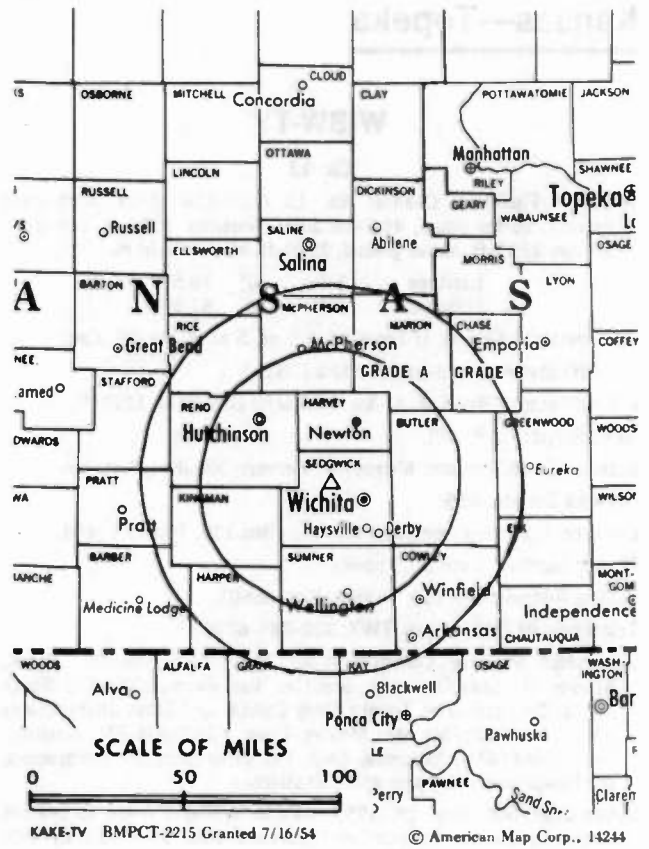 CLOUD
Concordia
OSBORNE
MITCHELL
CLAY
POTTAWATOMIE
JACKSON
OTTAWA
Manhattan
LINCOLN
SHAWNEE
RUSSELL
DICKINSON
RILEY
Topeka
GEARY
WABAUNSEE
Russell
SALINE
Abilene
OSAGE
ELLSWORTH
Salina
MORRIS
BARTON
LYON
A N S A S
McPHERSON
RICE
MARION
CHASE
Great Bend
McPherson
Emporia
COFFEY
GRADE A
GRADE
STAFFORD
RENO
HARVEY
BUTLER
GREENWOOD
WOODS
Hutchinson
Newton
SEDGWICK
Eureka
PRATT
KINGMAN
Wichita
WILSON
Pratt
Haysville
Derby
ELK
BARBER
SUMNER
COWLEY
HARPER
MONT-
Winfield
Medicine Lodge
Wellington
Independence
Arkansas
CHAUTAUQUA
WOODS
ALFALFA
GRANT
KAY
OSAGE
WASH-
INGTON
Alva
Blackwell
Ponca City
Pawhuska
SCALE OF MILES
0 50 100
PAWNEE
KAKE-TV BMPCT-2215 Granted 7/16/54
© American Map Corp., 14244